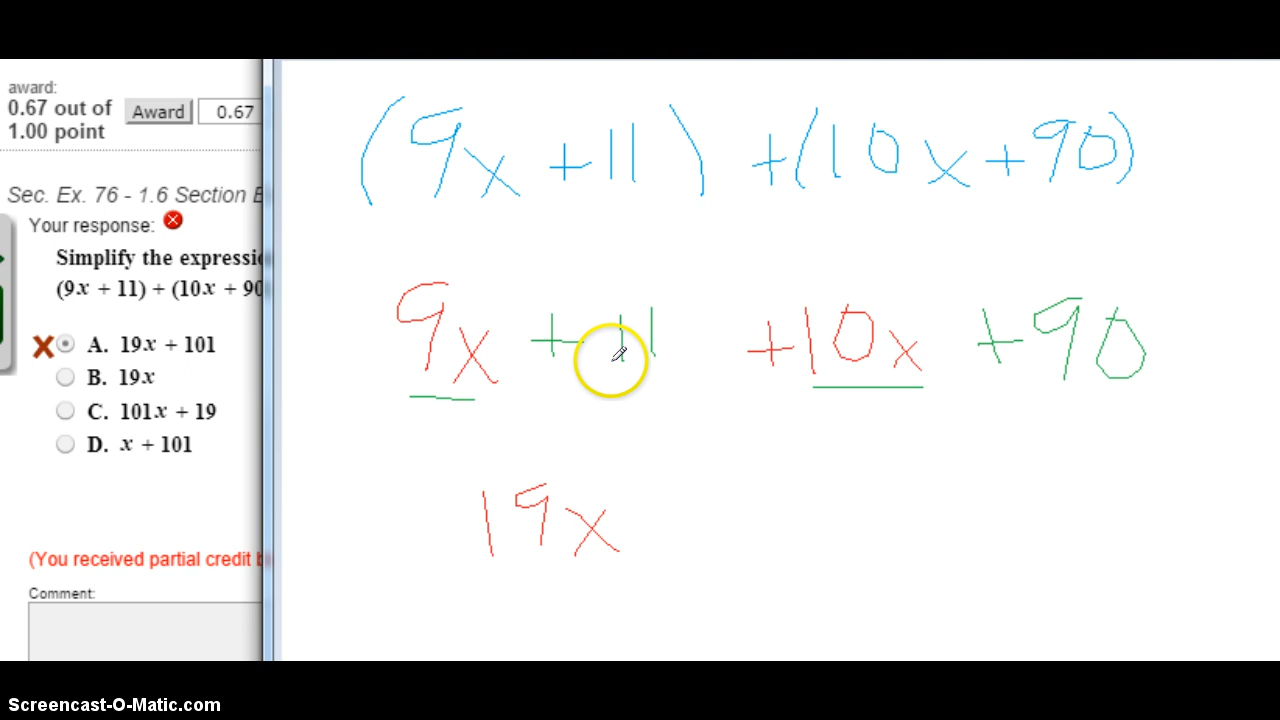 award:
0.67 out of
1.00 point
Award
0.67
Sec. Ex. 76 - 1.6 Section E
Your response:
Simplify the expressio
(9x + 11) + (10x + 90
A. 19x + 101
B. 19x
C. 101x + 19
D. x + 101
(You received partial credit
Comment:
(9x + 11) + (10x + 90)
9x + 11 + 10x + 90
19x
Screencast-O-Matic.com